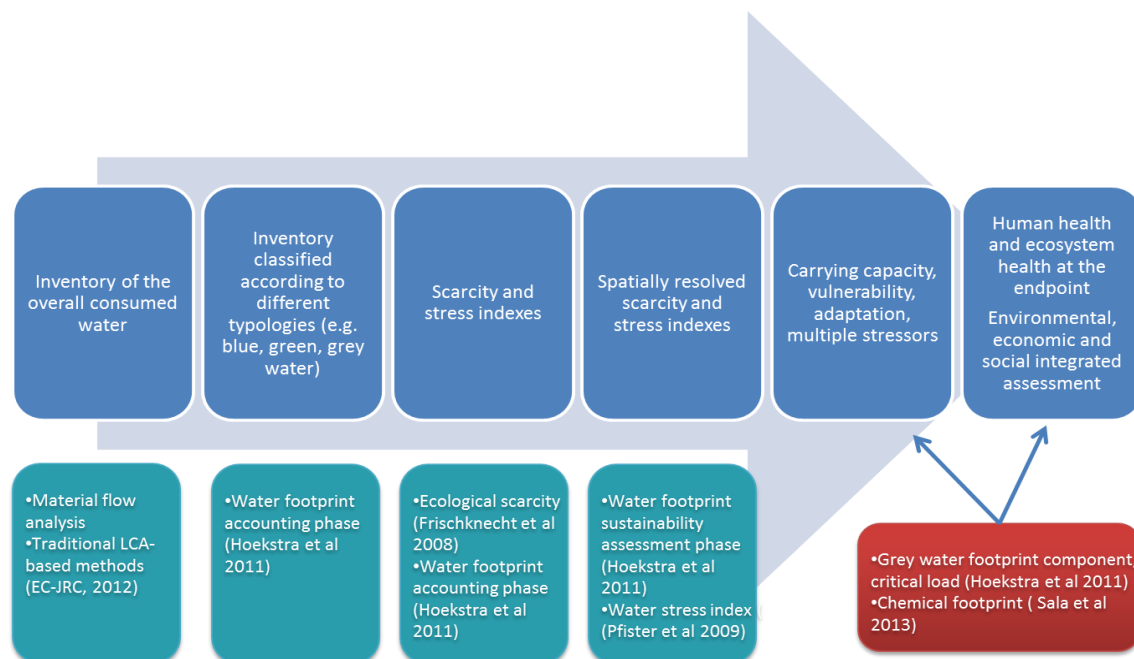 Inventory of the
overall consumed
water
Inventory
classified
according to
different
typologies (e.g.
blue, green, grey
water)
Scarcity and
stress indexes
Spatially resolved
scarcity and
stress indexes
Carrying capacity,
vulnerability,
adaptation,
multiple stressors
Human health
and ecosystem
health at the
endpoint
Environmental,
economic and
social integrated
assessment
•Material flow
analysis
•Traditional LCA-
based methods
(EC-JRC, 2012)
•Water footprint
accounting phase
(Hoekstra et al
2011)
•Ecological scarcity
(Frischknecht et al
2008)
•Water footprint
accounting phase
(Hoekstra et al
2011)
•Water footprint
sustainability
assessment phase
(Hoekstra et al
2011)
•Water stress index (
(Pfister et al 2009)
•Grey water footprint component,
critical load (Hoekstra et al 2011)
•Chemical footprint ( Sala et al
2013)